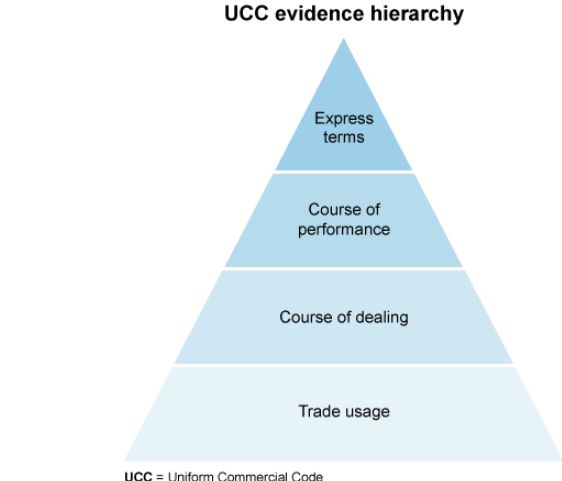 UCC evidence hierarchy
Express
terms
Course of
performance
Course of dealing
Trade usage
UCC = Uniform Commercial Code